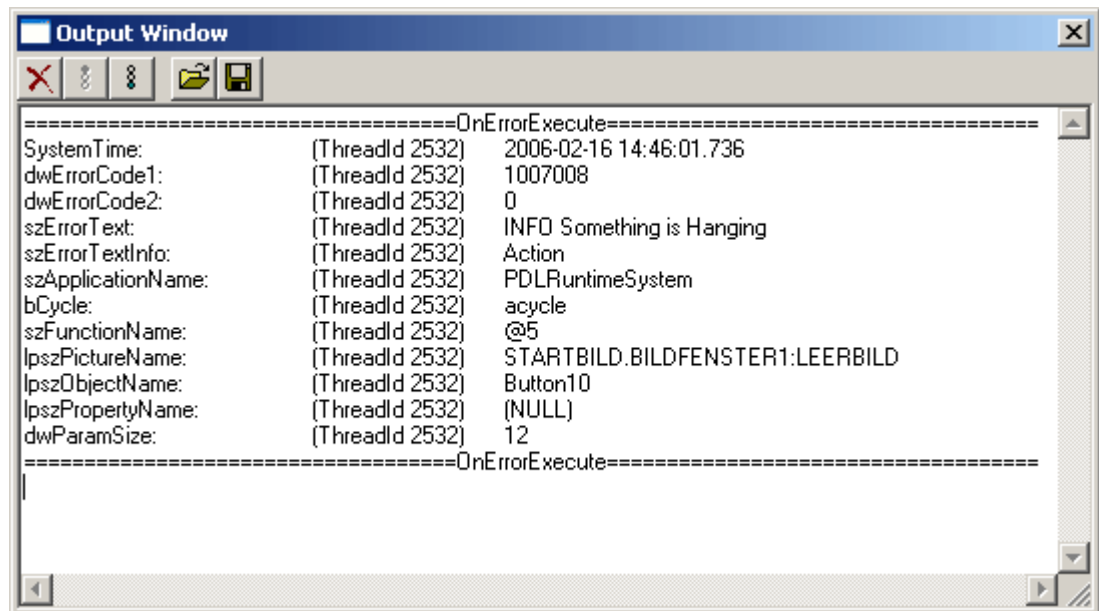 Output Window
===================================OnErrorExecute===================================
SystemTime: (ThreadId 2532) 2006-02-16 14:46:01.736
dwErrorCode1: (ThreadId 2532) 1007008
dwErrorCode2: (ThreadId 2532) 0
szErrorText: (ThreadId 2532) INFO Something is Hanging
szErrorTextInfo: (ThreadId 2532) Action
szApplicationName: (ThreadId 2532) PDLRuntimeSystem
bCycle: (ThreadId 2532) acycle
szFunctionName: (ThreadId 2532) @5
lpszPictureName: (ThreadId 2532) STARTBILD.BILDFENSTER1:LEERBILD
lpszObjectName: (ThreadId 2532) Button10
lpszPropertyName: (ThreadId 2532) (NULL)
dwParamSize: (ThreadId 2532) 12
===================================OnErrorExecute===================================